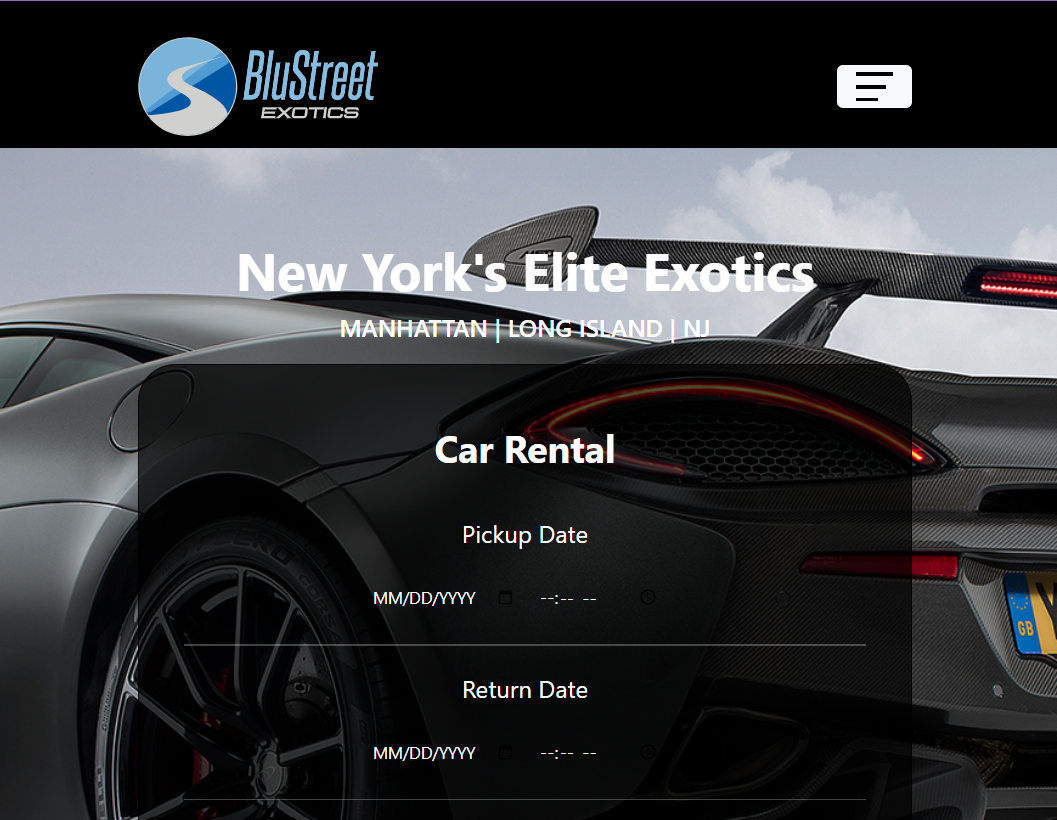 BluStreet
EXOTICS
New York's Elite Exotics
MANHATTAN | LONG ISLAND | NJ
Car Rental
Pickup Date
MM/DD/YYYY --:-- --
Return Date
MM/DD/YYYY --:-- --
GB